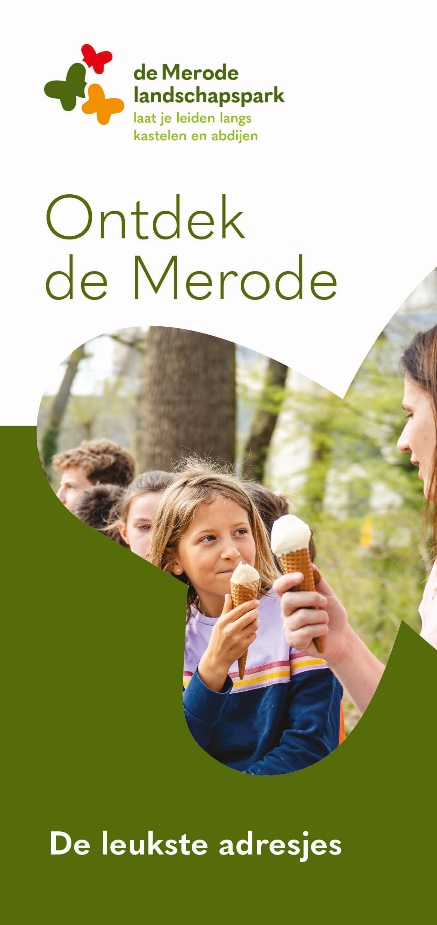 de Merode
landschapspark
laat je leiden langs
kastelen en abdijen
Ontdek
de Merode
De leukste adresjes